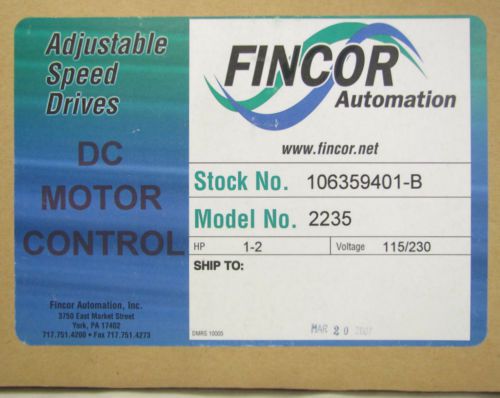 Adjustable
Speed
Drives
DC
MOTOR
CONTROL
Fincor Automation, Inc.
3750 East Market Street
York, PA 17402
717.751.4200 • Fax 717.751.4273
FINCOR
Automation
www.fincor.net
Stock No. 106359401-B
Model No. 2235
HP 1-2 Voltage 115/230
SHIP TO:
DMRG 10005
MAR 20